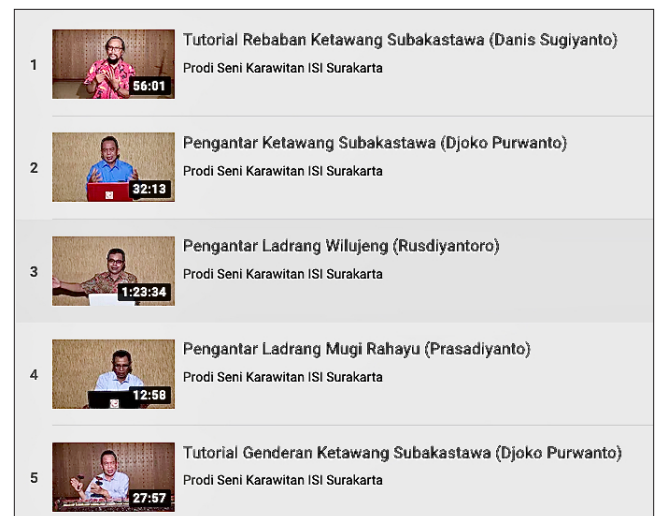 1
56:01
Tutorial Rebaban Ketawang Subakastawa (Danis Sugiyanto)
Prodi Seni Karawitan ISI Surakarta
2
32:13
Pengantar Ketawang Subakastawa (Djoko Purwanto)
Prodi Seni Karawitan ISI Surakarta
3
1:23:34
Pengantar Ladrang Wilujeng (Rusdiyantoro)
Prodi Seni Karawitan ISI Surakarta
4
12:58
Pengantar Ladrang Mugi Rahayu (Prasadiyanto)
Prodi Seni Karawitan ISI Surakarta
5
27:57
Tutorial Genderan Ketawang Subakastawa (Djoko Purwanto)
Prodi Seni Karawitan ISI Surakarta